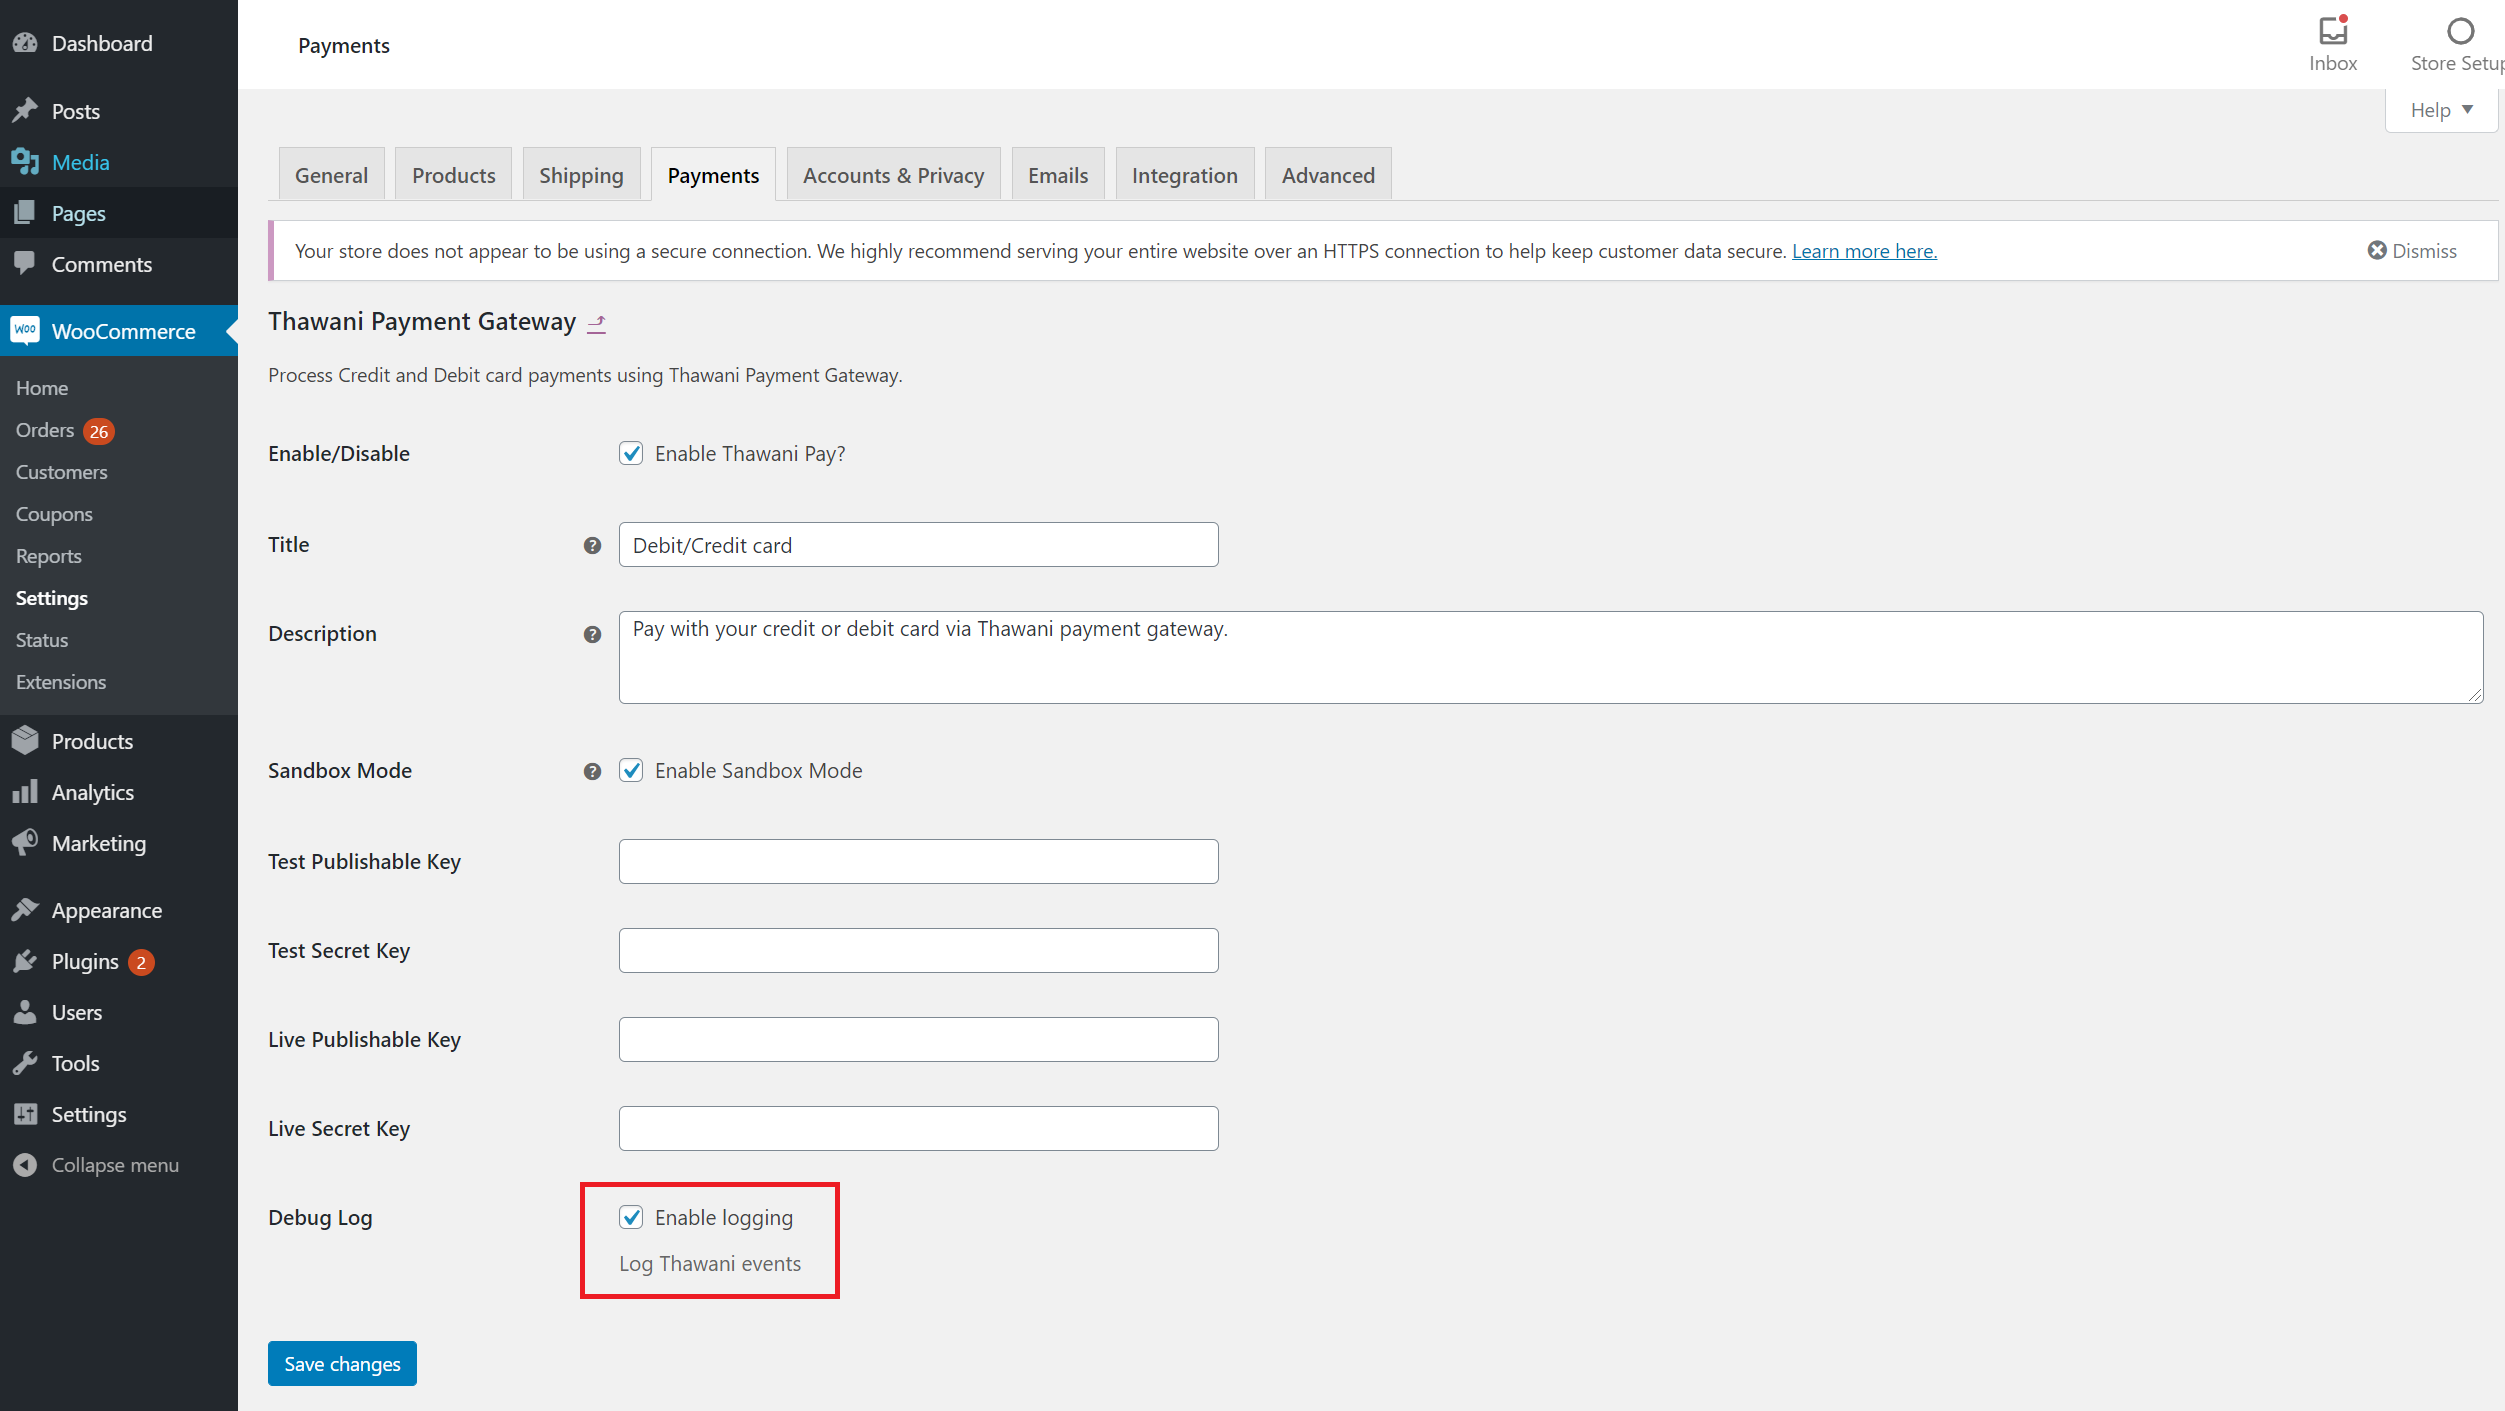 Dashboard
Posts
Media
Pages
Comments
WOO WooCommerce
Home
Orders 26
Customers
Coupons
Reports
Settings
Status
Extensions
Products
Analytics
Marketing
Appearance
Plugins 2
Users
Tools
Settings
Collapse menu
Payments
Inbox
Store Setup
Help
General
Products
Shipping
Payments
Accounts & Privacy
Emails
Integration
Advanced
Your store does not appear to be using a secure connection. We highly recommend serving your entire website over an HTTPS connection to help keep customer data secure. Learn more here.
Dismiss
Thawani Payment Gateway
Process Credit and Debit card payments using Thawani Payment Gateway.
Enable/Disable
Enable Thawani Pay?
Title
Debit/Credit card
Description
Pay with your credit or debit card via Thawani payment gateway.
Sandbox Mode
Enable Sandbox Mode
Test Publishable Key
Test Secret Key
Live Publishable Key
Live Secret Key
Debug Log
Enable logging
Log Thawani events
Save changes